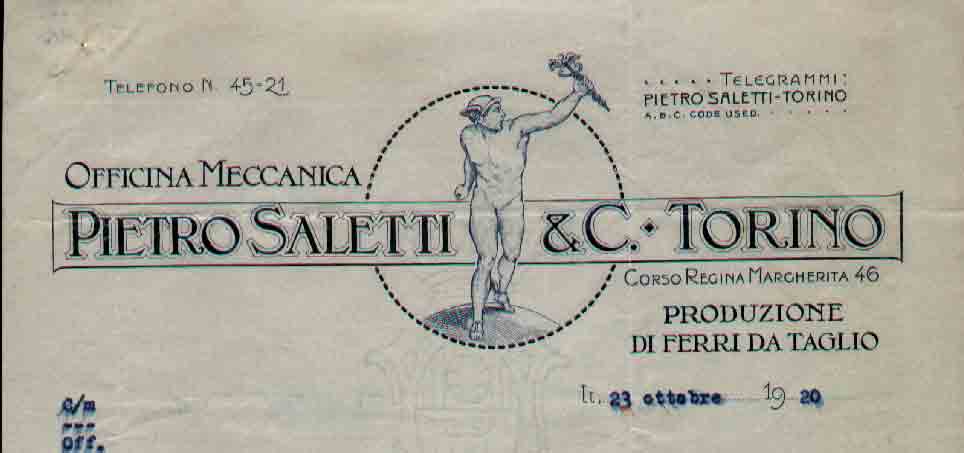 TELEFONO N. 45-21
..... TELEGRAMMI:
PIETRO SALETTI-TORINO
A.B.C. CODE USED. .....
OFFICINA MECCANICA
PIETRO SALETTI & C. · TORINO
CORSO REGINA MARGHERITA 46
PRODUZIONE
DI FERRI DA TAGLIO
lì, 23 ottobre 19 20
C/m
---
Off.